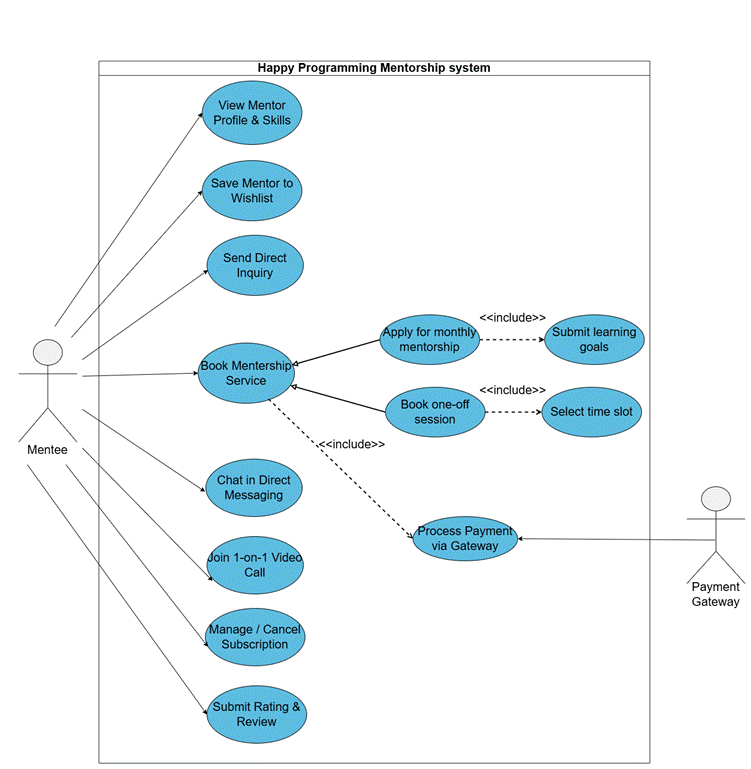 Happy Programming Mentorship system
View Mentor
Profile & Skills
Save Mentor to
Wishlist
Send Direct
Inquiry
Apply for monthly
mentorship
<<include>>
Submit learning
goals
Book Mentership
Service
Book one-off
session
<<include>>
Select time slot
<<include>>
Mentee
Chat in Direct
Messaging
Process Payment
via Gateway
Join 1-on-1 Video
Call
Payment
Gateway
Manage / Cancel
Subscription
Submit Rating &
Review